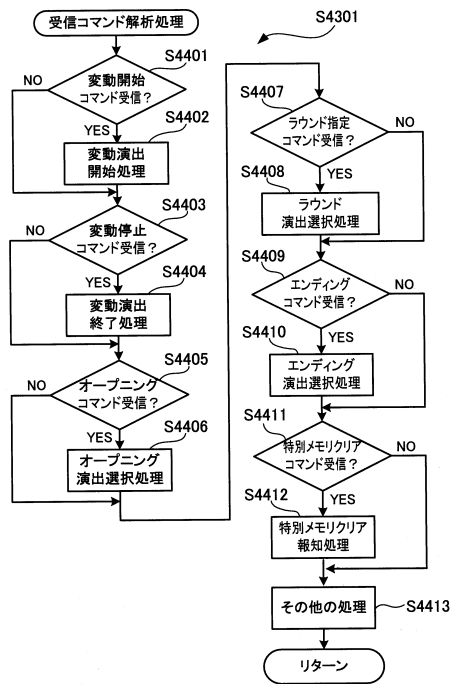 受信コマンド解析処理
S4301
S4401
変動開始
コマンド受信？
NO
YES
S4402
変動演出
開始処理
S4403
変動停止
コマンド受信？
NO
YES
S4404
変動演出
終了処理
S4405
オープニング
コマンド受信？
NO
YES
S4406
オープニング
演出選択処理
S4407
ラウンド指定
コマンド受信？
NO
YES
S4408
ラウンド
演出選択処理
S4409
エンディング
コマンド受信？
NO
YES
S4410
エンディング
演出選択処理
S4411
特別メモリクリア
コマンド受信？
NO
YES
S4412
特別メモリクリア
報知処理
その他の処理
S4413
リターン